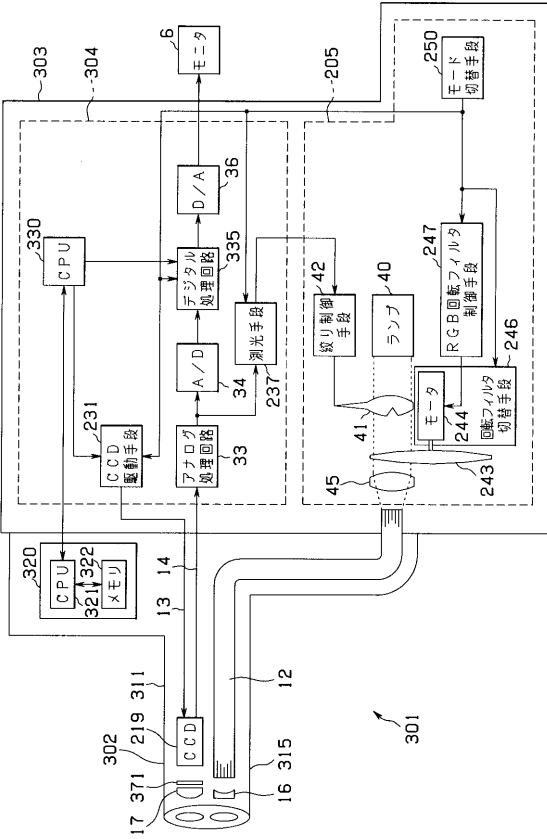 303
304
6
モニタ
330
CPU
D/A
36
デジタル
処理回路
335
A/D
34
測光手段
237
231
CCD
駆動手段
アナログ
処理回路
33
320
CPU
321
322
メモリ
13
14
311
302
219
CCD
371
17
16
12
315
301
205
250
モード
切替手段
42
絞り制御
手段
40
ランプ
41
45
247
RGB回転フィルタ
制御手段
246
モータ
244
回転フィルタ
切替手段
243